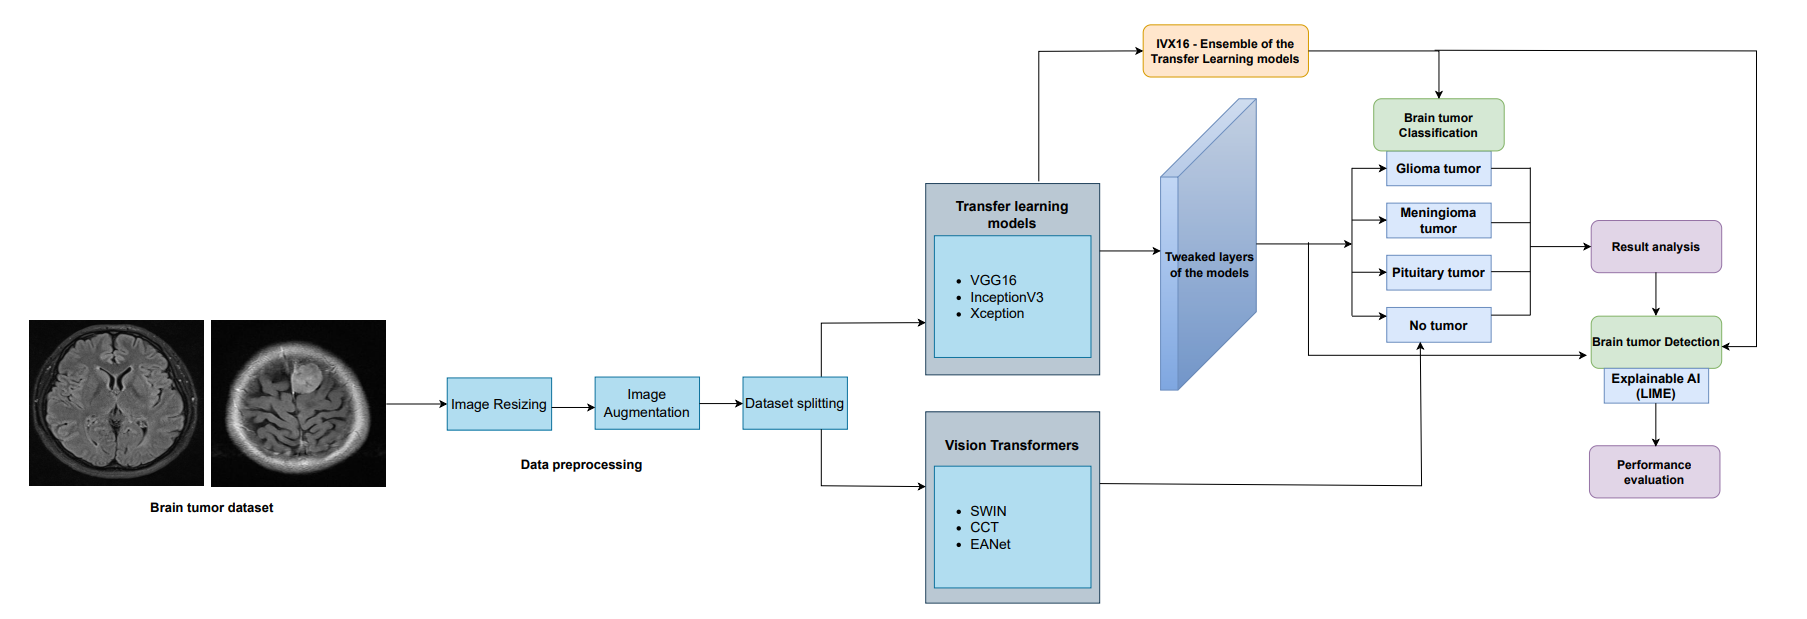 IVX16 - Ensemble of the
Transfer Learning models
Brain tumor
Classification
Glioma tumor
Meningioma
tumor
Pituitary tumor
No tumor
Transfer learning
models
• VGG16
• InceptionV3
• Xception
Tweaked layers
of the models
Result analysis
Brain tumor Detection
Explainable AI
(LIME)
Performance
evaluation
Image Resizing
Image
Augmentation
Dataset splitting
Data preprocessing
Brain tumor dataset
Vision Transformers
• SWIN
• CCT
• EANet